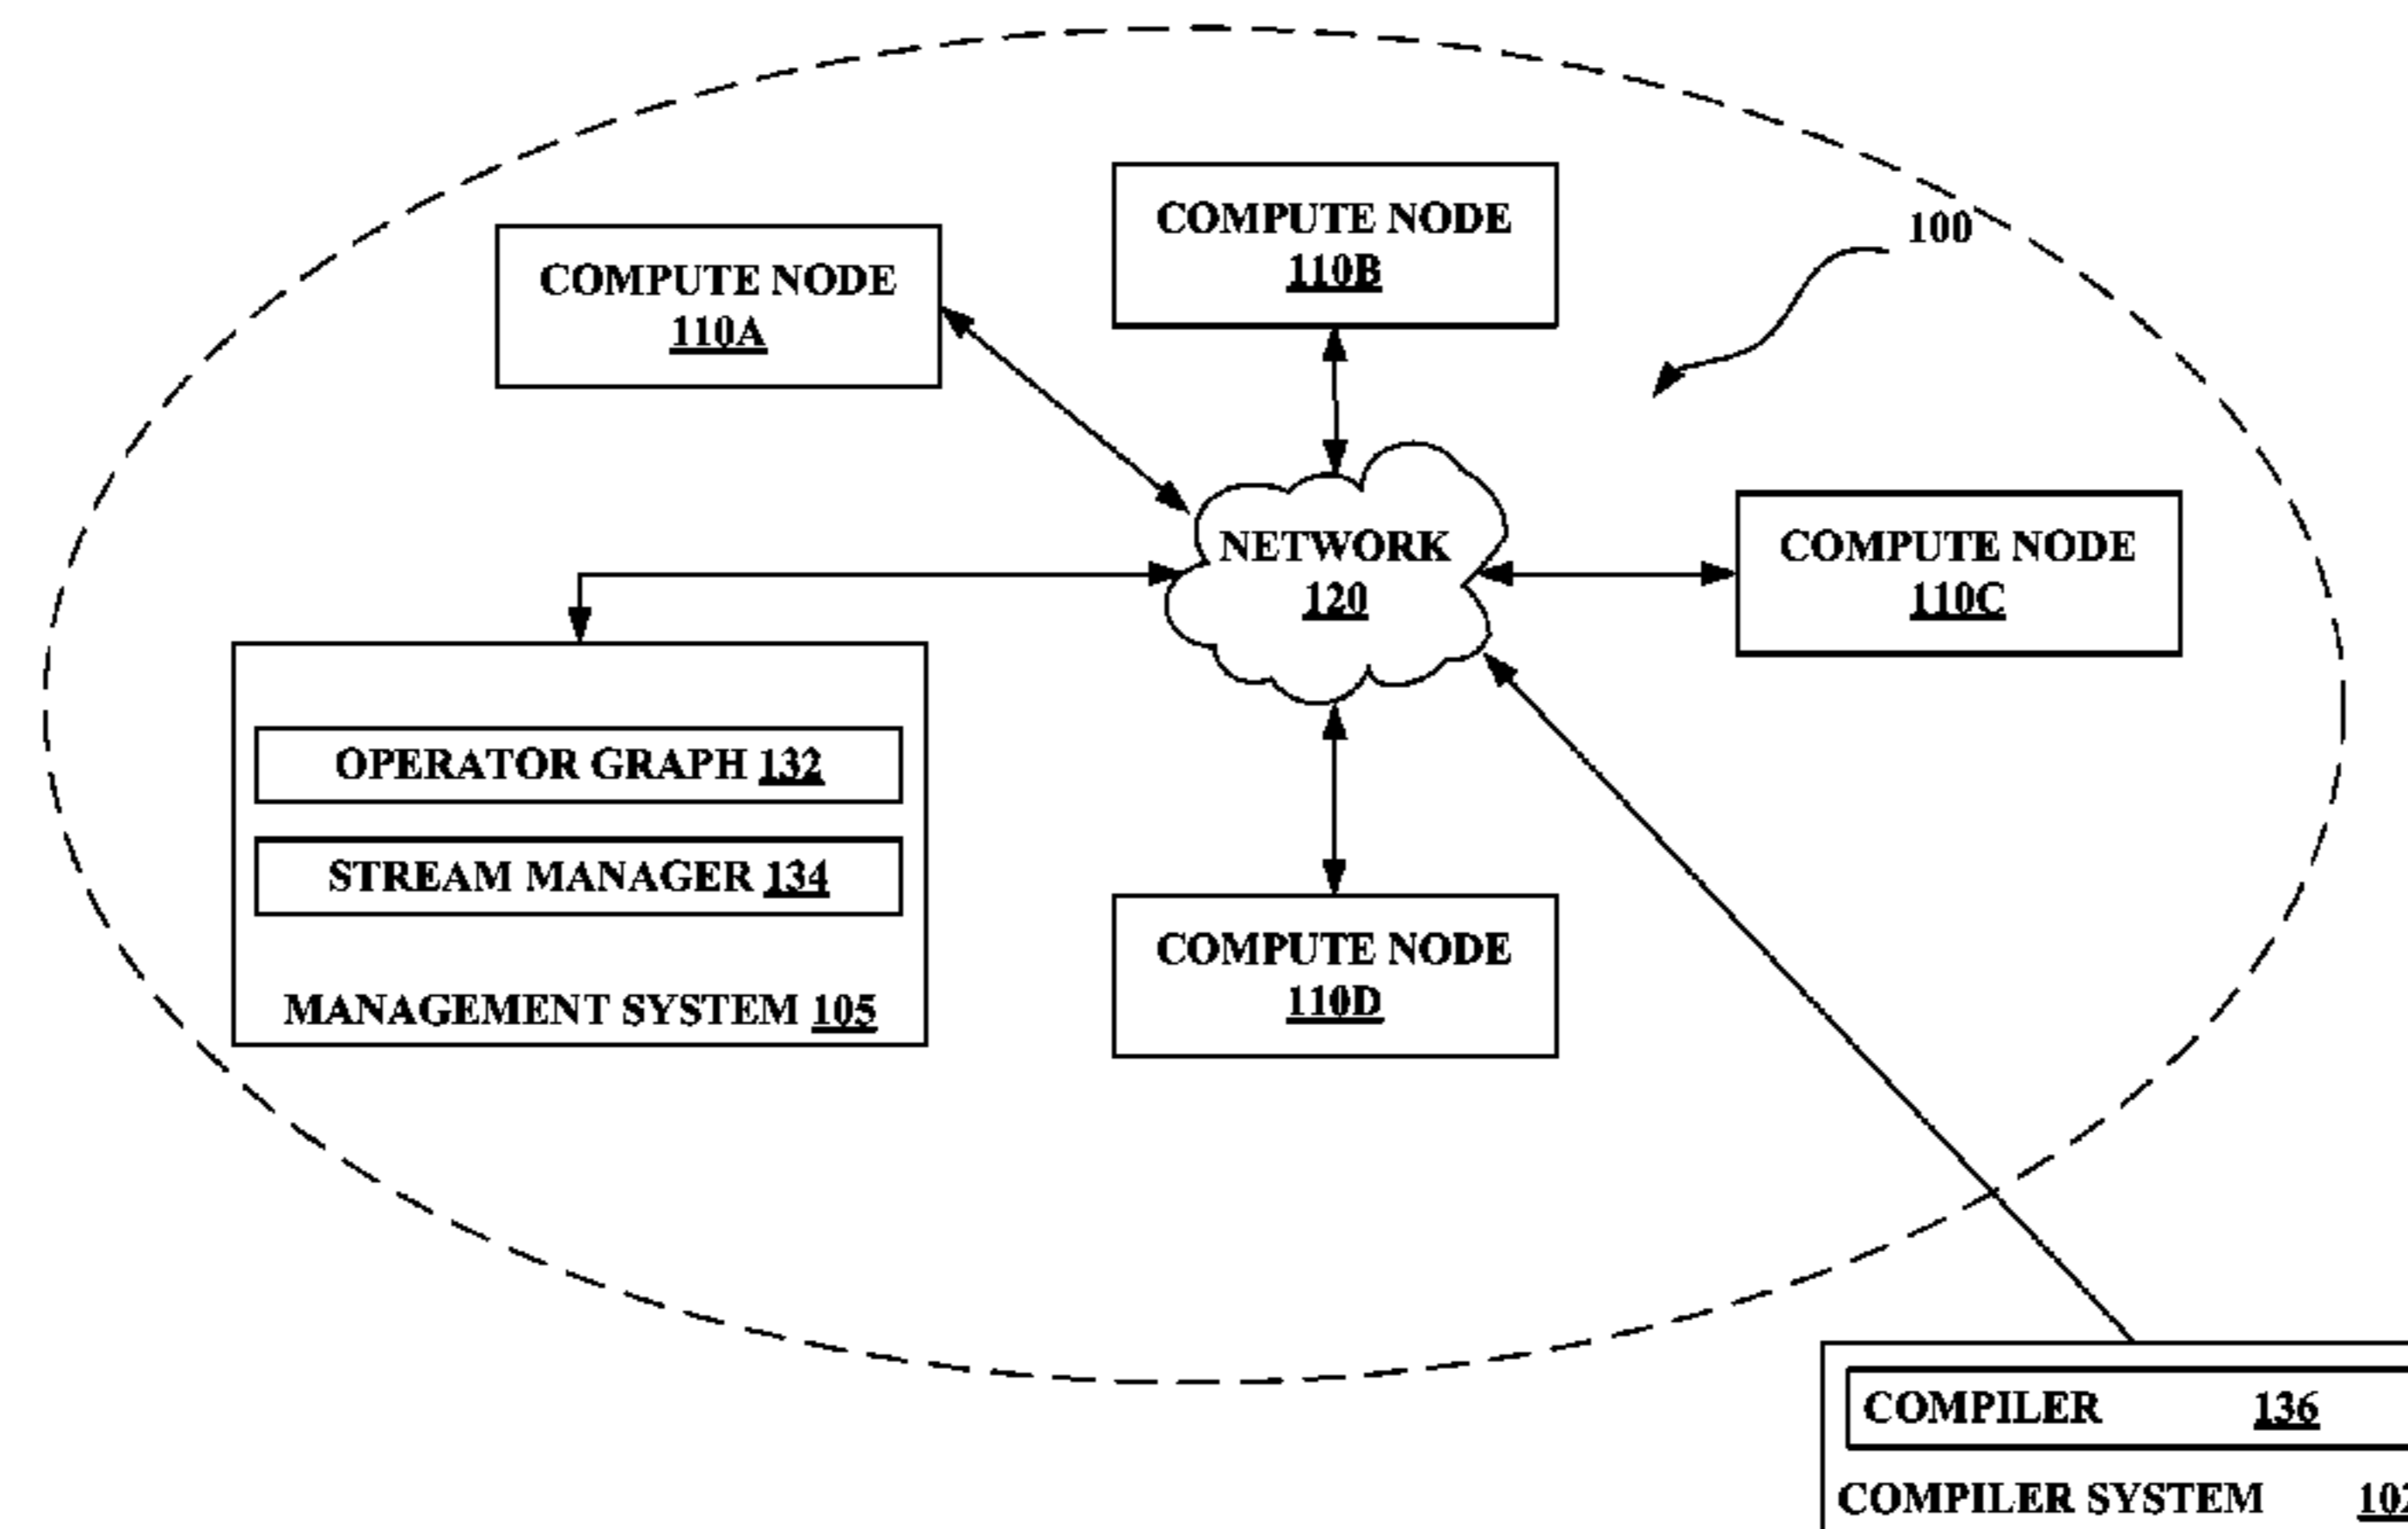 COMPUTE NODE
110B
100
COMPUTE NODE
110A
NETWORK
120
COMPUTE NODE
110C
OPERATOR GRAPH 132
STREAM MANAGER 134
MANAGEMENT SYSTEM 105
COMPUTE NODE
110D
COMPILER 136
COMPILER SYSTEM 102